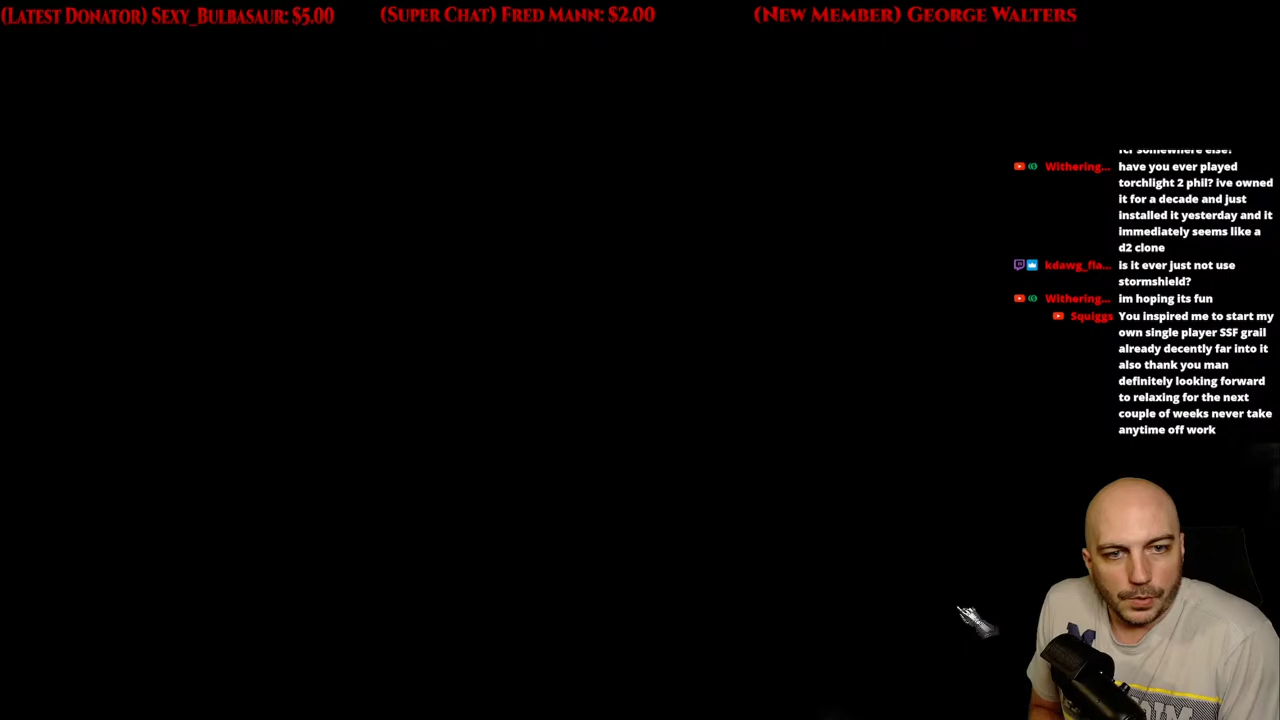 (Latest Donator) Sexy_Bulbasaur: $5.00
(Super Chat) Fred Mann: $2.00
(New Member) George Walters
somewhere else?
Withering... have you ever played
torchlight 2 phil? ive owned
it for a decade and just
installed it yesterday and it
immediately seems like a
d2 clone
kdawg_fla... is it ever just not use
stormshield?
Withering... im hoping its fun
Squiggs You inspired me to start my
own single player SSF grail
already decently far into it
also thank you man
definitely looking forward
to relaxing for the next
couple of weeks never take
anytime off work